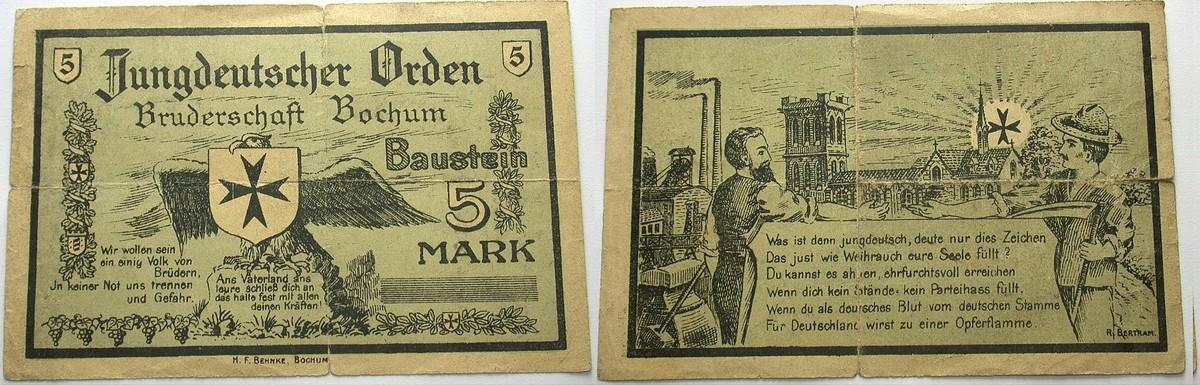 5
5
Jungdeutscher Orden
Bruderschaft Bochum
Baustein
5
MARK
Wir wollen sein
ein einig Volk von
Brüdern,
Jn keiner Not uns trennen
und Gefahr.
Ans Vaterland ans
teure schließ dich an
das halte fest mit allen
deinen Kräften!
H. F. BEHNKE, BOCHUM
Was ist denn jungdeutsch, deute nur dies Zeichen
Das just wie Weihrauch eure Seele füllt?
Du kannst es ahnen, ehrfurchtsvoll erreichen
Wenn dich kein Stände- kein Parteihass füllt.
Wenn du als deutsches Blut vom deutschen Stamme
Für Deutschland wirst zu einer Opferflamme.
R. BERTRAM.